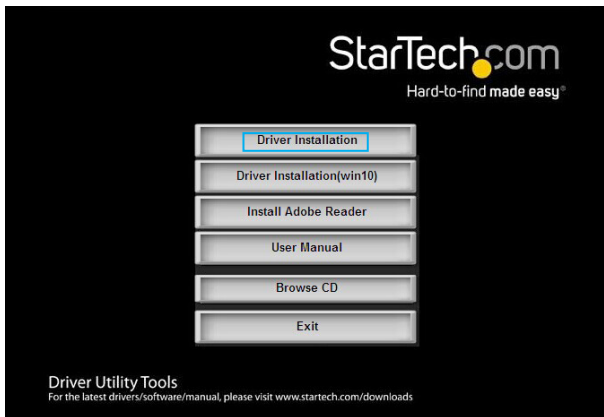 StarTech.com
Hard-to-find made easy®
Driver Installation
Driver Installation(win10)
Install Adobe Reader
User Manual
Browse CD
Exit
Driver Utility Tools
For the latest drivers/software/manual, please visit www.startech.com/downloads